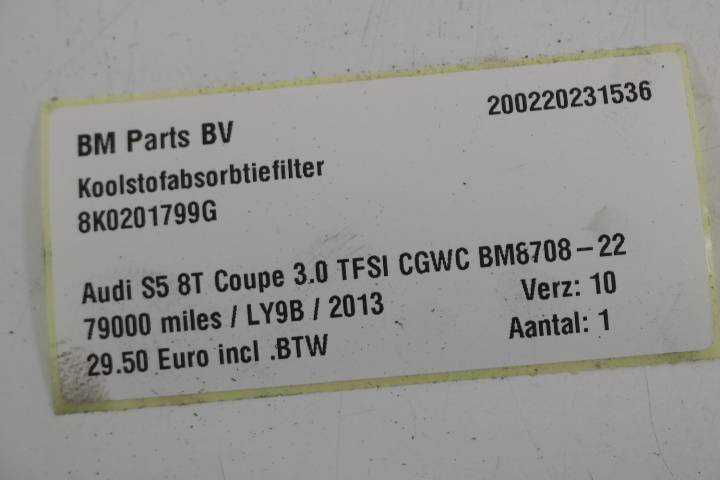 BM Parts BV
200220231536
Koolstofabsorbtiefilter
8K0201799G
Audi S5 8T Coupe 3.0 TFSI CGWC BM8708-22
79000 miles / LY9B / 2013
Verz: 10
29.50 Euro incl .BTW
Aantal: 1